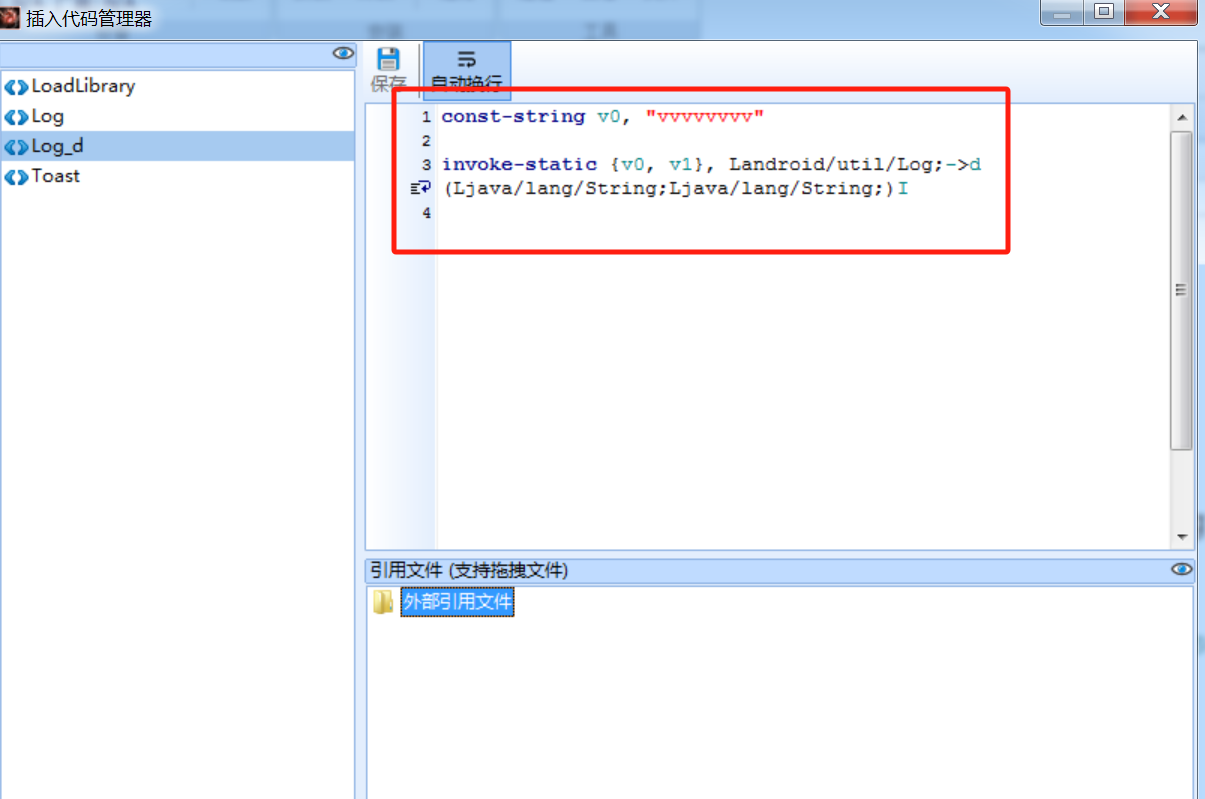 插入代码管理器
LoadLibrary
Log
Log_d
Toast
保存
自动换行
1 const-string v0, "vvvvvvvv"
2
3 invoke-static {v0, v1}, Landroid/util/Log;->d
(Ljava/lang/String;Ljava/lang/String;)I
4
引用文件 (支持拖拽文件)
外部引用文件